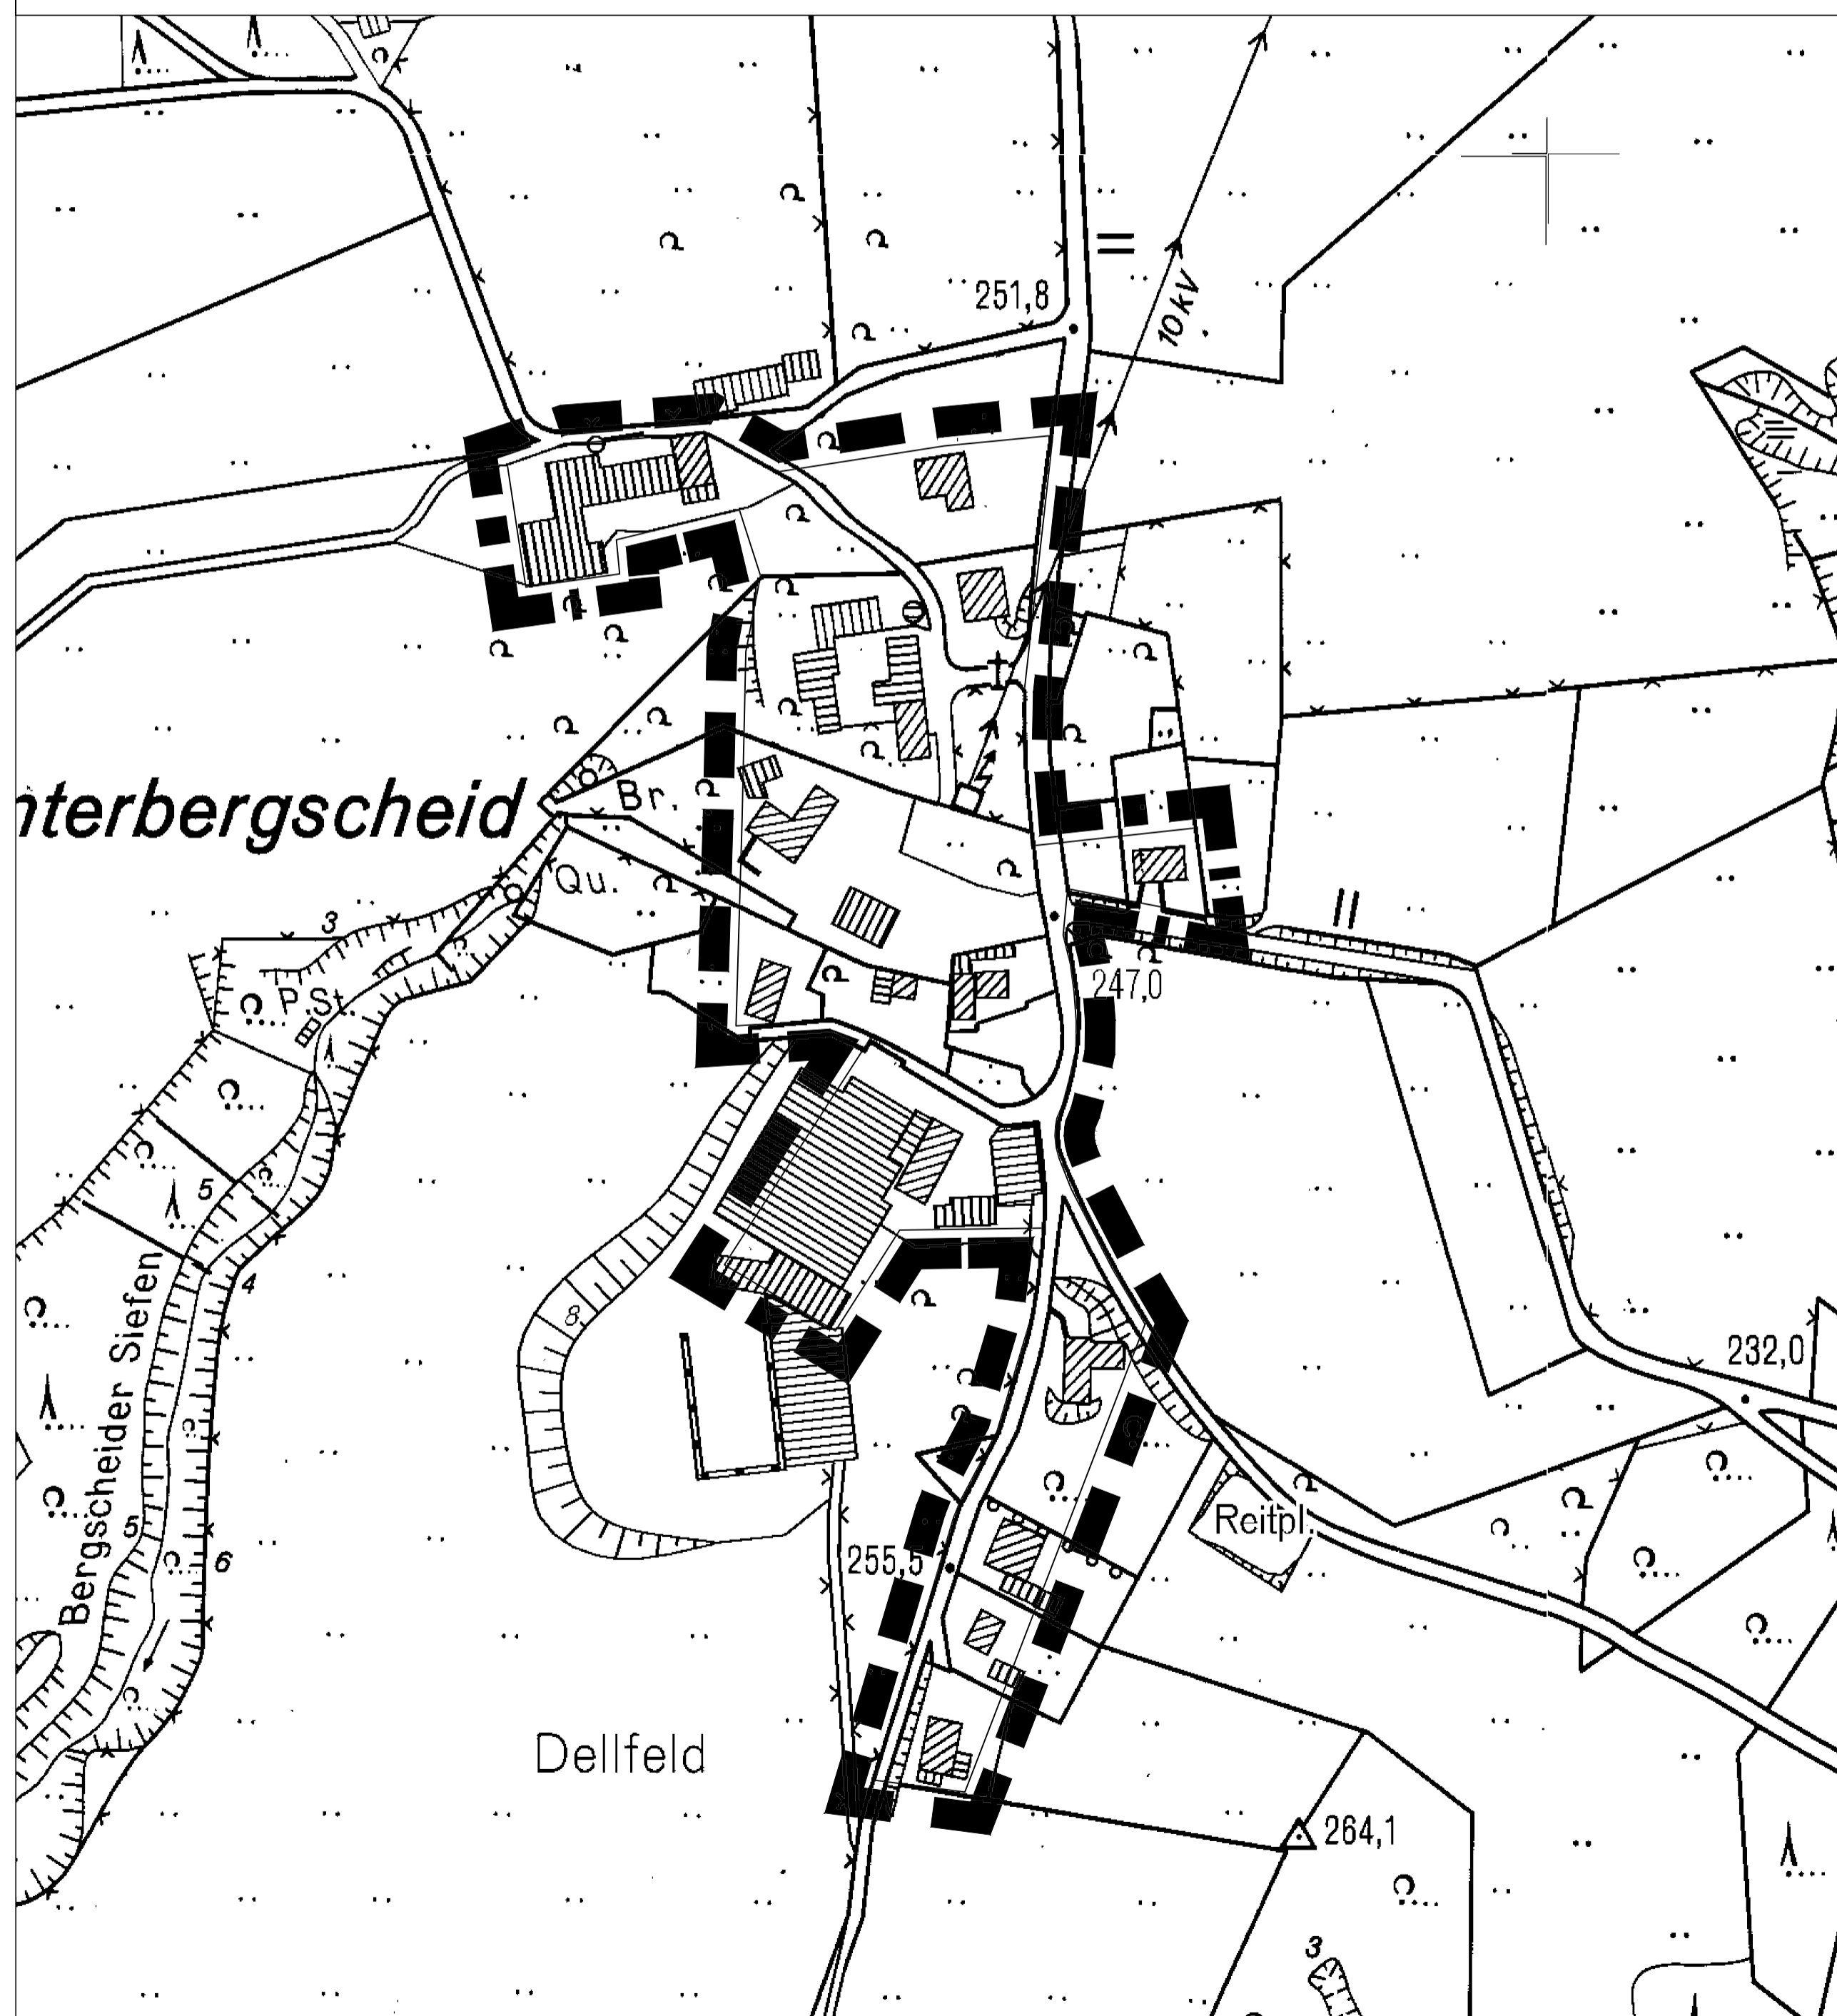 251,8
10 kV
nterbergscheid
Br.
Qu.
3
P.St.
247,0
5
4
8
Bergscheider Siefen
232,0
5
6
Reitpl.
255,5
Dellfeld
264,1
3